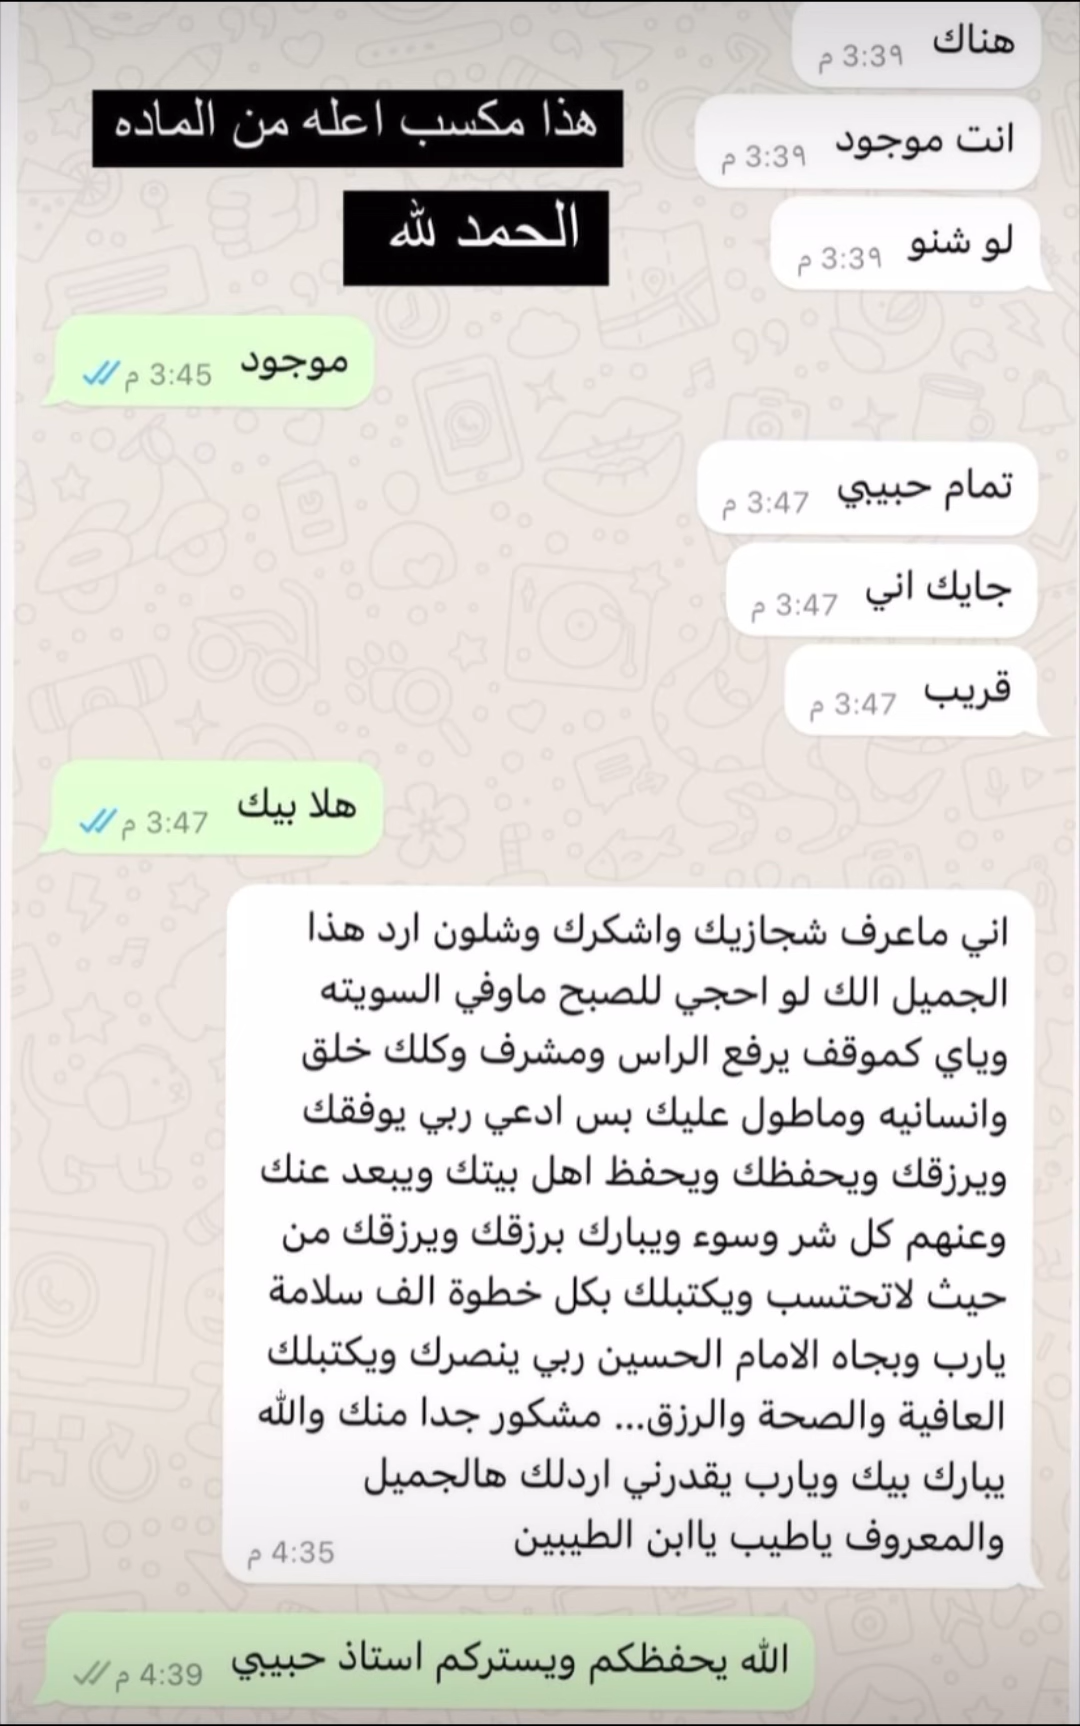 هناك
3:39 م
هذا مكسب اعله من الماده
انت موجود
3:39 م
الحمد لله
لو شنو
3:39 م
موجود
3:45 م
تمام حبيبي
3:47 م
جايك اني
3:47 م
قريب
3:47 م
هلا بيك
3:47 م
اني ماعرف شجازيك واشكرك وشلون ارد هذا
الجميل الك لو احجي للصبح ماوفي السويته
وياي كموقف يرفع الراس ومشرف وكلك خلق
وانسانيه وماطول عليك بس ادعي ربي يوفقك
ويرزقك ويحفظك ويحفظ اهل بيتك ويبعد عنك
وعنهم كل شر وسوء ويبارك برزقك ويرزقك من
حيث لاتحتسب ويكتبلك بكل خطوة الف سلامة
يارب وبجاه الامام الحسين ربي ينصرك ويكتبلك
العافية والصحة والرزق... مشكور جدا منك والله
يبارك بيك ويارب يقدرني اردلك هالجميل
والمعروف ياطيب ياابن الطيبين
4:35 م
الله يحفظكم ويستركم استاذ حبيبي
4:39 م